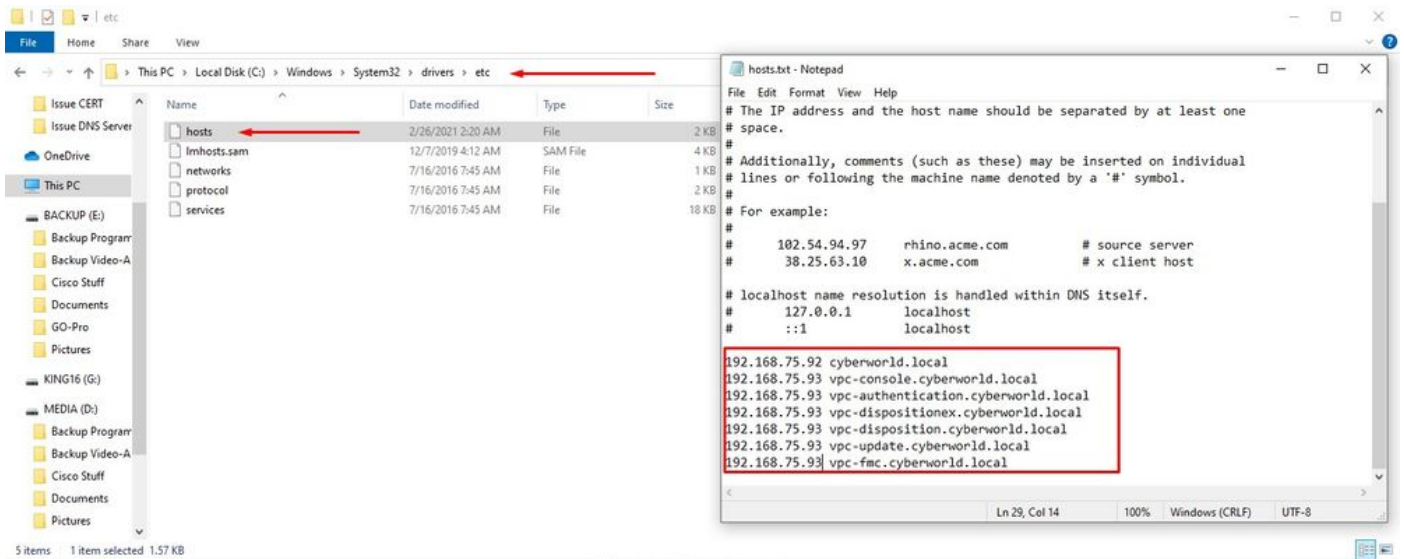 etc
File Home Share View
This PC > Local Disk (C:) > Windows > System32 > drivers > etc
Issue CERT
Issue DNS Server
OneDrive
This PC
BACKUP (E:)
Backup Program
Backup Video-A
Cisco Stuff
Documents
GO-Pro
Pictures
KING16 (G:)
MEDIA (D:)
Backup Program
Backup Video-A
Cisco Stuff
Documents
Pictures
Name Date modified Type Size
hosts 2/26/2021 2:20 AM File 2 KB
lmhosts.sam 12/7/2019 4:12 AM SAM File 4 KB
networks 7/16/2016 7:45 AM File 1 KB
protocol 7/16/2016 7:45 AM File 2 KB
services 7/16/2016 7:45 AM File 18 KB
5 items 1 item selected 1.57 KB
hosts.txt - Notepad
File Edit Format View Help
# The IP address and the host name should be separated by at least one
# space.
#
# Additionally, comments (such as these) may be inserted on individual
# lines or following the machine name denoted by a '#' symbol.
#
# For example:
#
# 102.54.94.97 rhino.acme.com # source server
# 38.25.63.10 x.acme.com # x client host
# localhost name resolution is handled within DNS itself.
# 127.0.0.1 localhost
# ::1 localhost
192.168.75.92 cyberworld.local
192.168.75.93 vpc-console.cyberworld.local
192.168.75.93 vpc-authentication.cyberworld.local
192.168.75.93 vpc-dispositionex.cyberworld.local
192.168.75.93 vpc-disposition.cyberworld.local
192.168.75.93 vpc-update.cyberworld.local
192.168.75.93 vpc-fmc.cyberworld.local
Ln 29, Col 14 100% Windows (CRLF) UTF-8